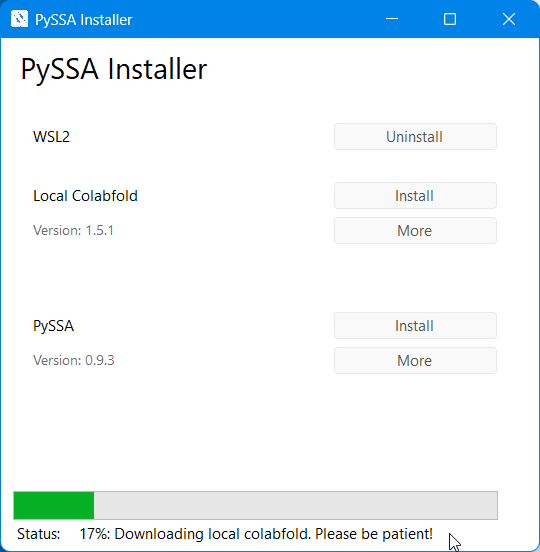 PySSA Installer
PySSA Installer
WSL2 Uninstall
Local Colabfold Install
Version: 1.5.1 More
PySSA Install
Version: 0.9.3 More
Status: 17%: Downloading local colabfold. Please be patient!